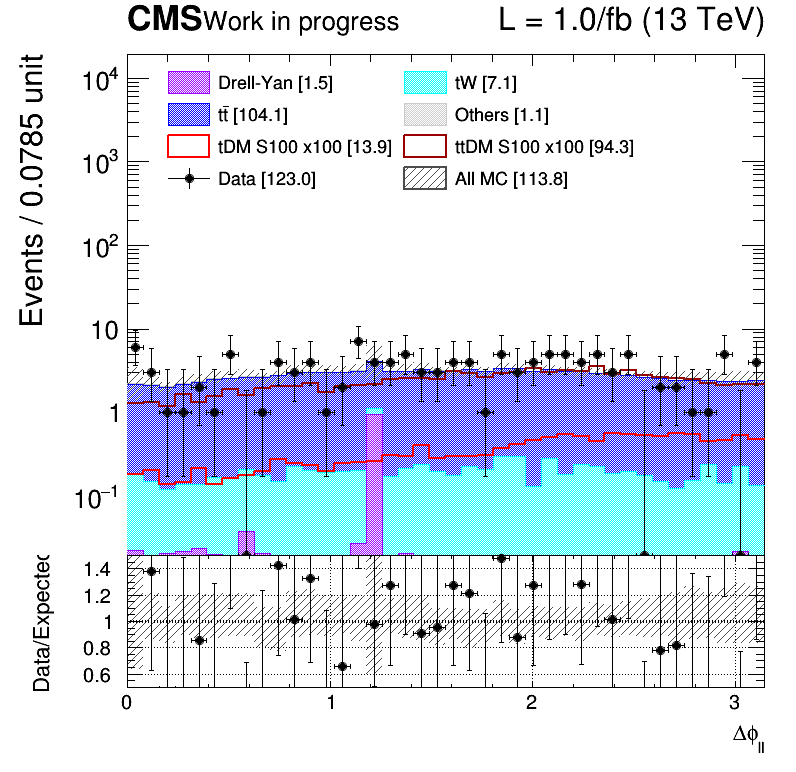 CMS Work in progress L = 1.0/fb (13 TeV)
Events / 0.0785 unit
10⁴
10³
10²
10
1
10⁻¹
Drell-Yan [1.5] tW [7.1]
tt̄ [104.1] Others [1.1]
tDM S100 x100 [13.9] ttDM S100 x100 [94.3]
Data [123.0] All MC [113.8]
Data/Expected
1.4
1.2
1
0.8
0.6
0 1 2 3
Δϕll